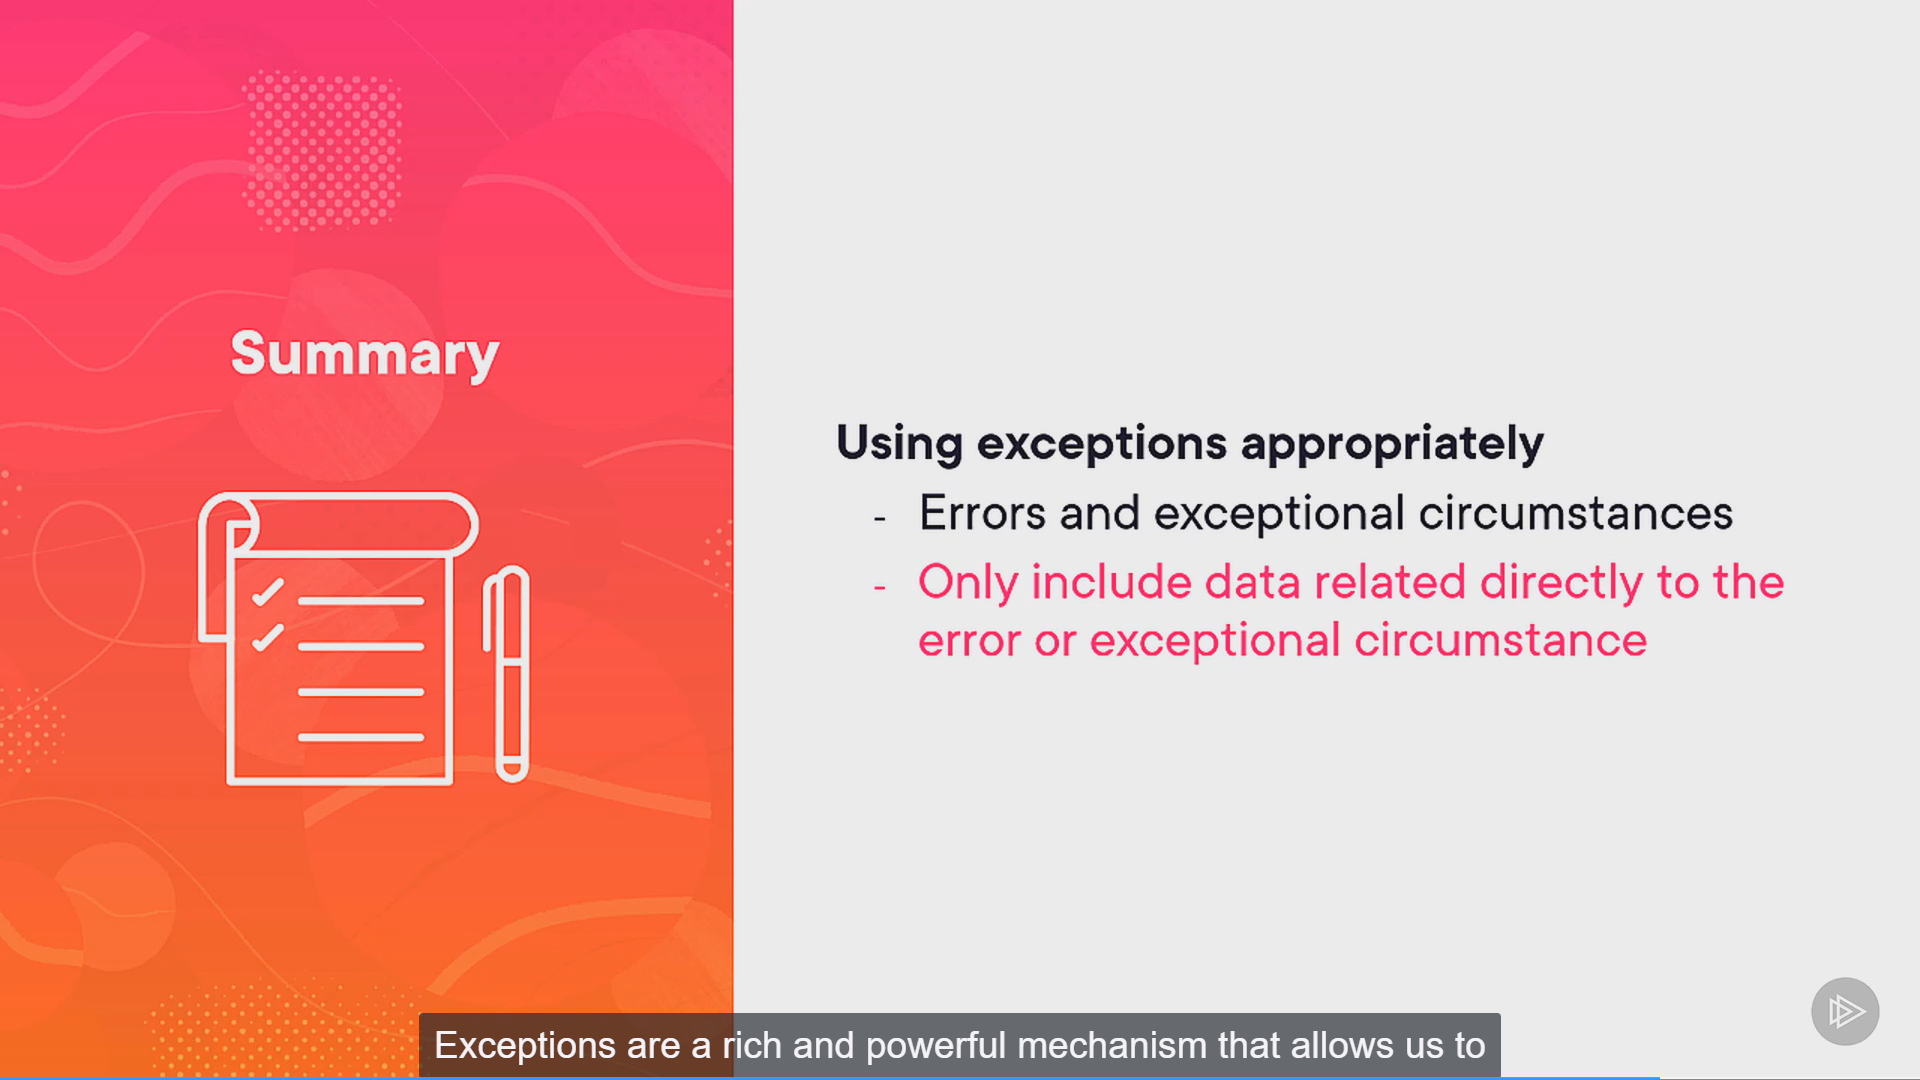 Summary
Using exceptions appropriately
- Errors and exceptional circumstances
- Only include data related directly to the
error or exceptional circumstance
Exceptions are a rich and powerful mechanism that allows us to